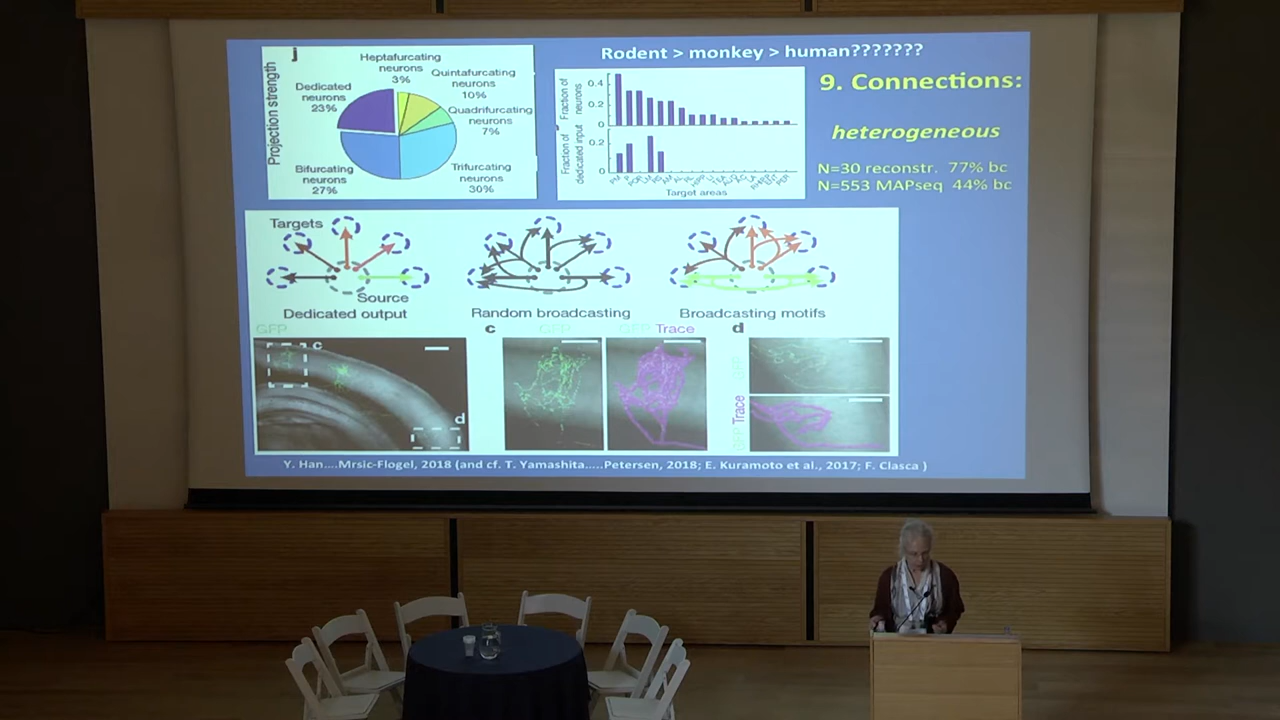 Rodent > monkey > human???????
9. Connections:
heterogeneous
N=30 reconstr. 77% bc
N=553 MAPseq 44% bc
j
Projection strength
Heptafurcating
neurons
3%
Quintafurcating
neurons
10%
Quadrifurcating
neurons
7%
Trifurcating
neurons
30%
Bifurcating
neurons
27%
Dedicated
neurons
23%
Fraction of
neurons
0.4
0.2
0
Fraction of
dedicated input
0.2
0
Target areas
Targets
Source
Dedicated output
Random broadcasting
Broadcasting motifs
GFP
c
d
c
GFP
GFP Trace
d
GFP
GFP Trace
Y. Han....Mrsic-Flogel, 2018 (and cf. T. Yamashita.....Petersen, 2018; E. Kuramoto et al., 2017; F. Clasca )